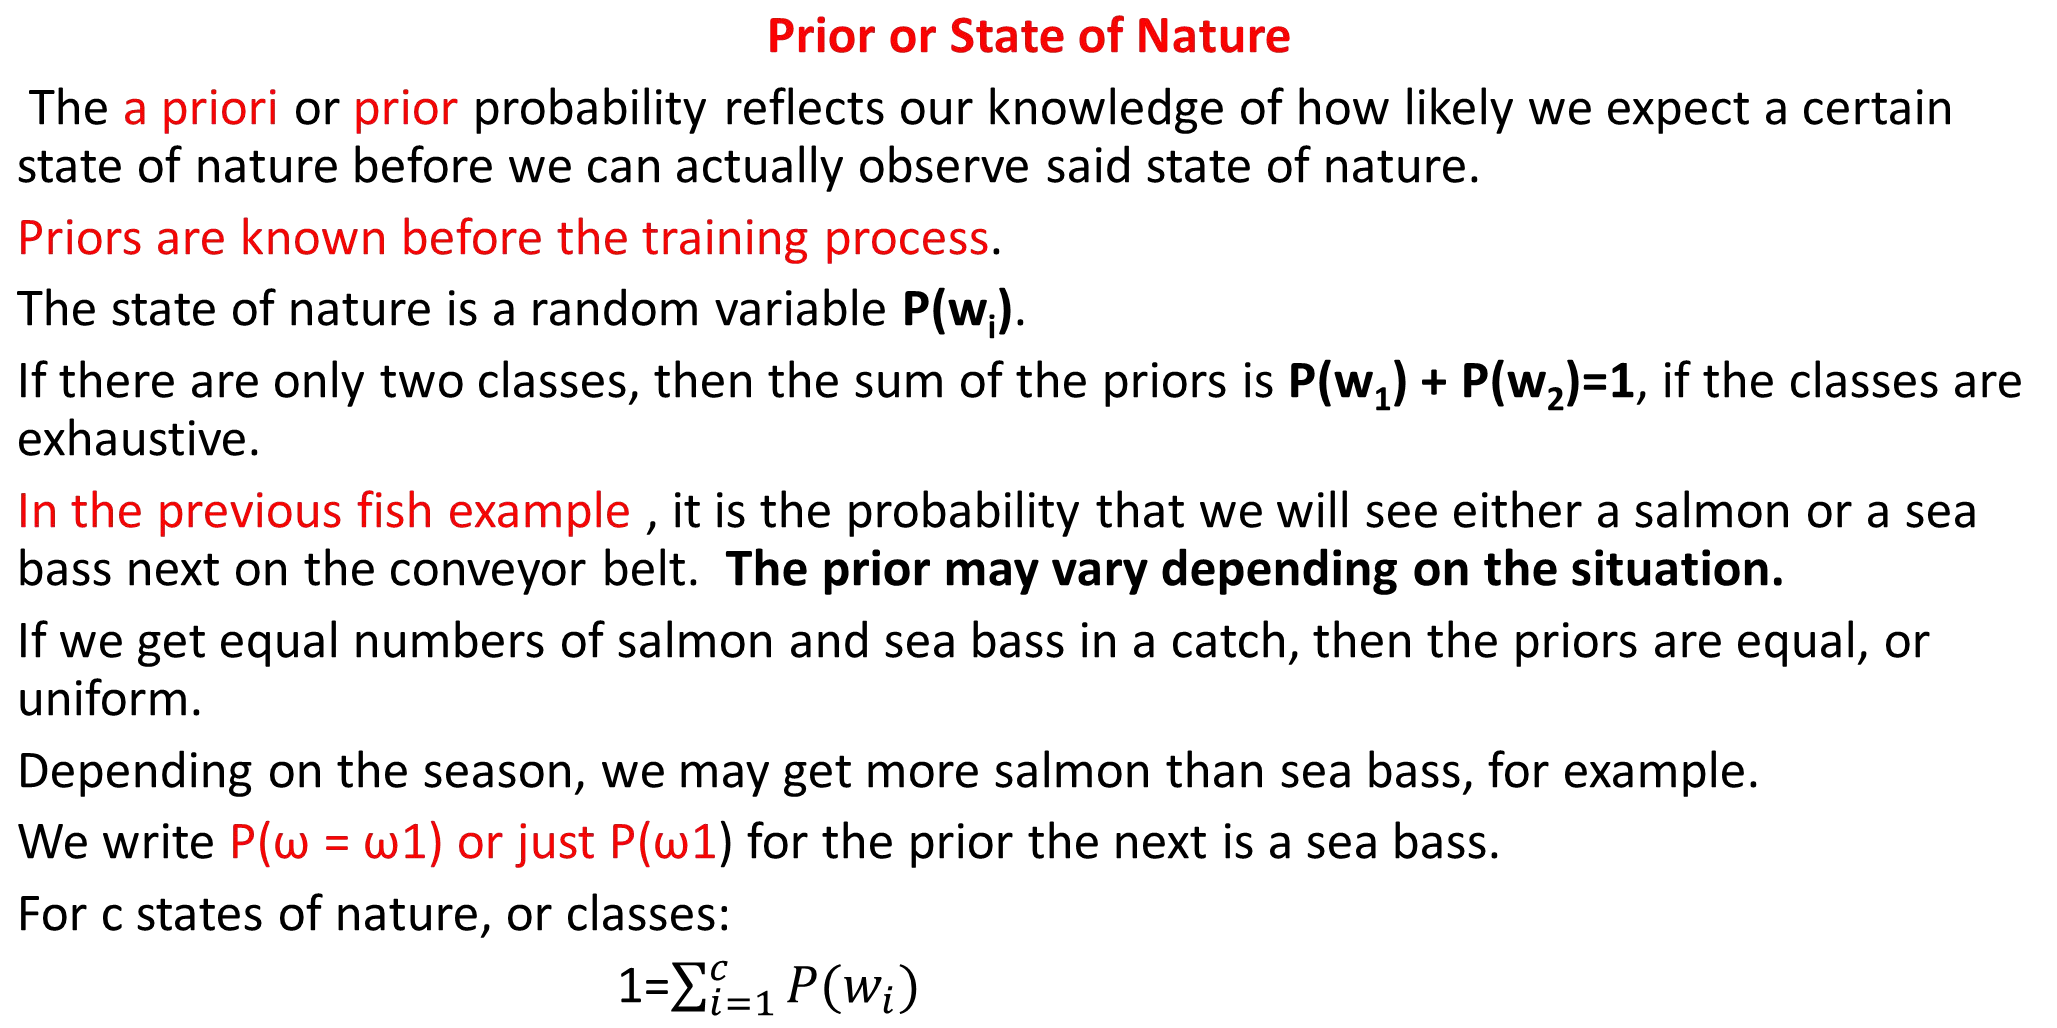 Prior or State of Nature
The a priori or prior probability reflects our knowledge of how likely we expect a certain
state of nature before we can actually observe said state of nature.
Priors are known before the training process.
The state of nature is a random variable P(wᵢ).
If there are only two classes, then the sum of the priors is P(w₁) + P(w₂)=1, if the classes are
exhaustive.
In the previous fish example , it is the probability that we will see either a salmon or a sea
bass next on the conveyor belt.  The prior may vary depending on the situation.
If we get equal numbers of salmon and sea bass in a catch, then the priors are equal, or
uniform.
Depending on the season, we may get more salmon than sea bass, for example.
We write P(ω = ω1) or just P(ω1) for the prior the next is a sea bass.
For c states of nature, or classes:
1=∑ᶜᵢ₌₁ P(wᵢ)